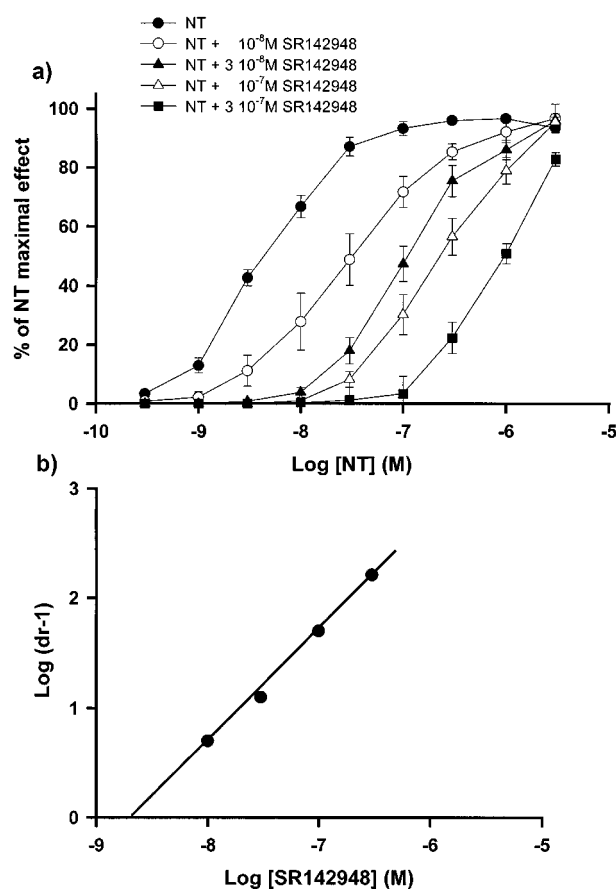 NT
NT + 10⁻⁸M SR142948
NT + 3 10⁻⁸M SR142948
NT + 10⁻⁷M SR142948
NT + 3 10⁻⁷M SR142948
a)
% of NT maximal effect
100
80
60
40
20
0
-10 -9 -8 -7 -6 -5
Log [NT] (M)
b)
Log (dr-1)
3
2
1
0
-9 -8 -7 -6 -5
Log [SR142948] (M)